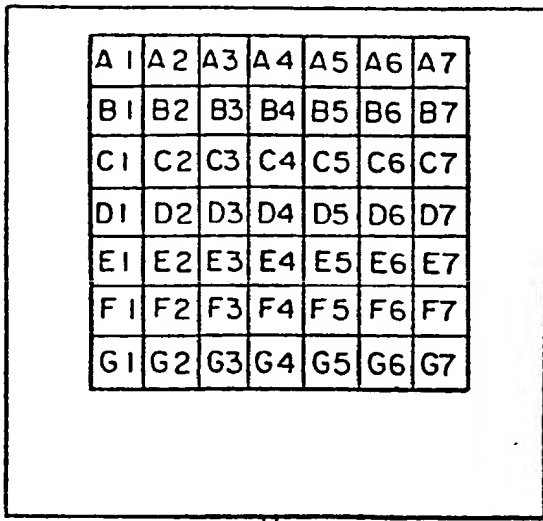 A1 A2 A3 A4 A5 A6 A7
B1 B2 B3 B4 B5 B6 B7
C1 C2 C3 C4 C5 C6 C7
D1 D2 D3 D4 D5 D6 D7
E1 E2 E3 E4 E5 E6 E7
F1 F2 F3 F4 F5 F6 F7
G1 G2 G3 G4 G5 G6 G7